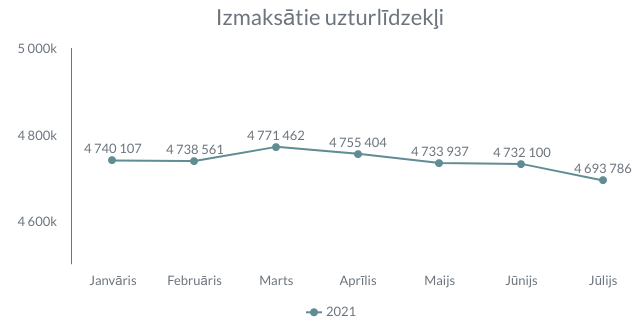 Izmaksātie uzturlīdzekļi
5 000k
4 800k
4 600k
4 740 107
4 738 561
4 771 462
4 755 404
4 733 937
4 732 100
4 693 786
Janvāris Februāris Marts Aprīlis Maijs Jūnijs Jūlijs
2021